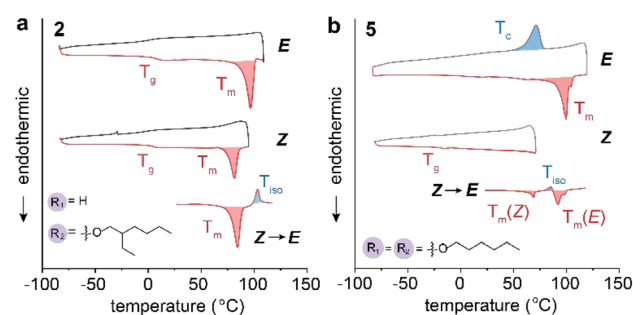 a
2
E
Tg
Tm
Z
Tg
Tm
Tiso
R1 = H
R2 =
O
Tm
Z→E
endothermic
-100 -50 0 50 100 150
temperature (°C)
b
5
Tc
E
Tm
Z
Tg
Z→E
Tm(Z)
Tm(E)
R1 = R2 =
O
endothermic
-100 -50 0 50 100 150
temperature (°C)